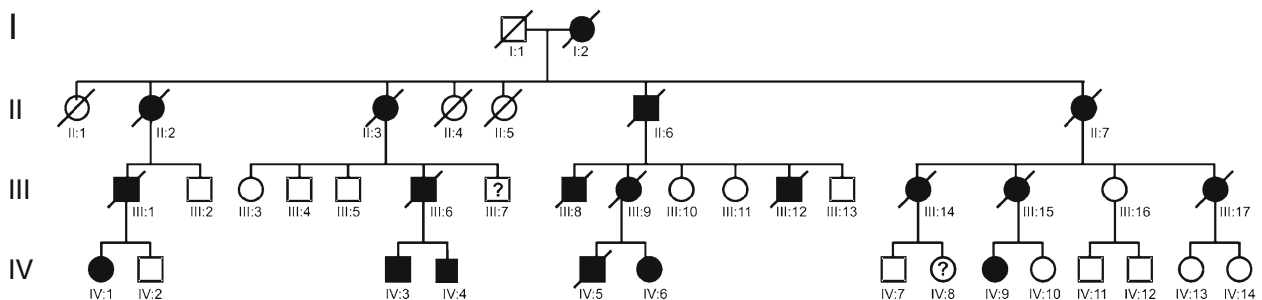 I
I:1 I:2
II
II:1 II:2 II:3 II:4 II:5 II:6 II:7
III
?
III:1 III:2 III:3 III:4 III:5 III:6 III:7 III:8 III:9 III:10 III:11 III:12 III:13 III:14 III:15 III:16 III:17
IV
?
IV:1 IV:2 IV:3 IV:4 IV:5 IV:6 IV:7 IV:8 IV:9 IV:10 IV:11 IV:12 IV:13 IV:14